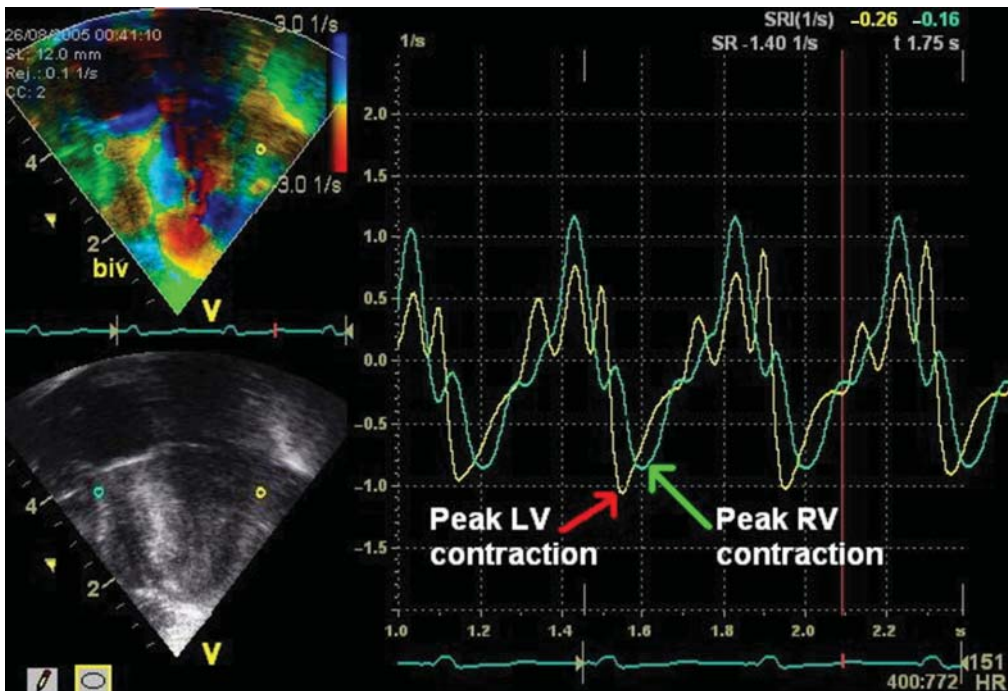 26/08/2005 00:41:10
SL: 12.0 mm
Rej.: 0.1 1/s
CC: 2
3.0 1/s
-3.0 1/s
4
2
biv
V
4
2
V
SRI(1/s) -0.26 -0.16
SR -1.40 1/s t 1.75 s
1/s
2.0
1.5
1.0
0.5
0.0
-0.5
-1.0
-1.5
Peak LV
contraction
Peak RV
contraction
1.0 1.2 1.4 1.6 1.8 2.0 2.2 s
151
HR
400:772